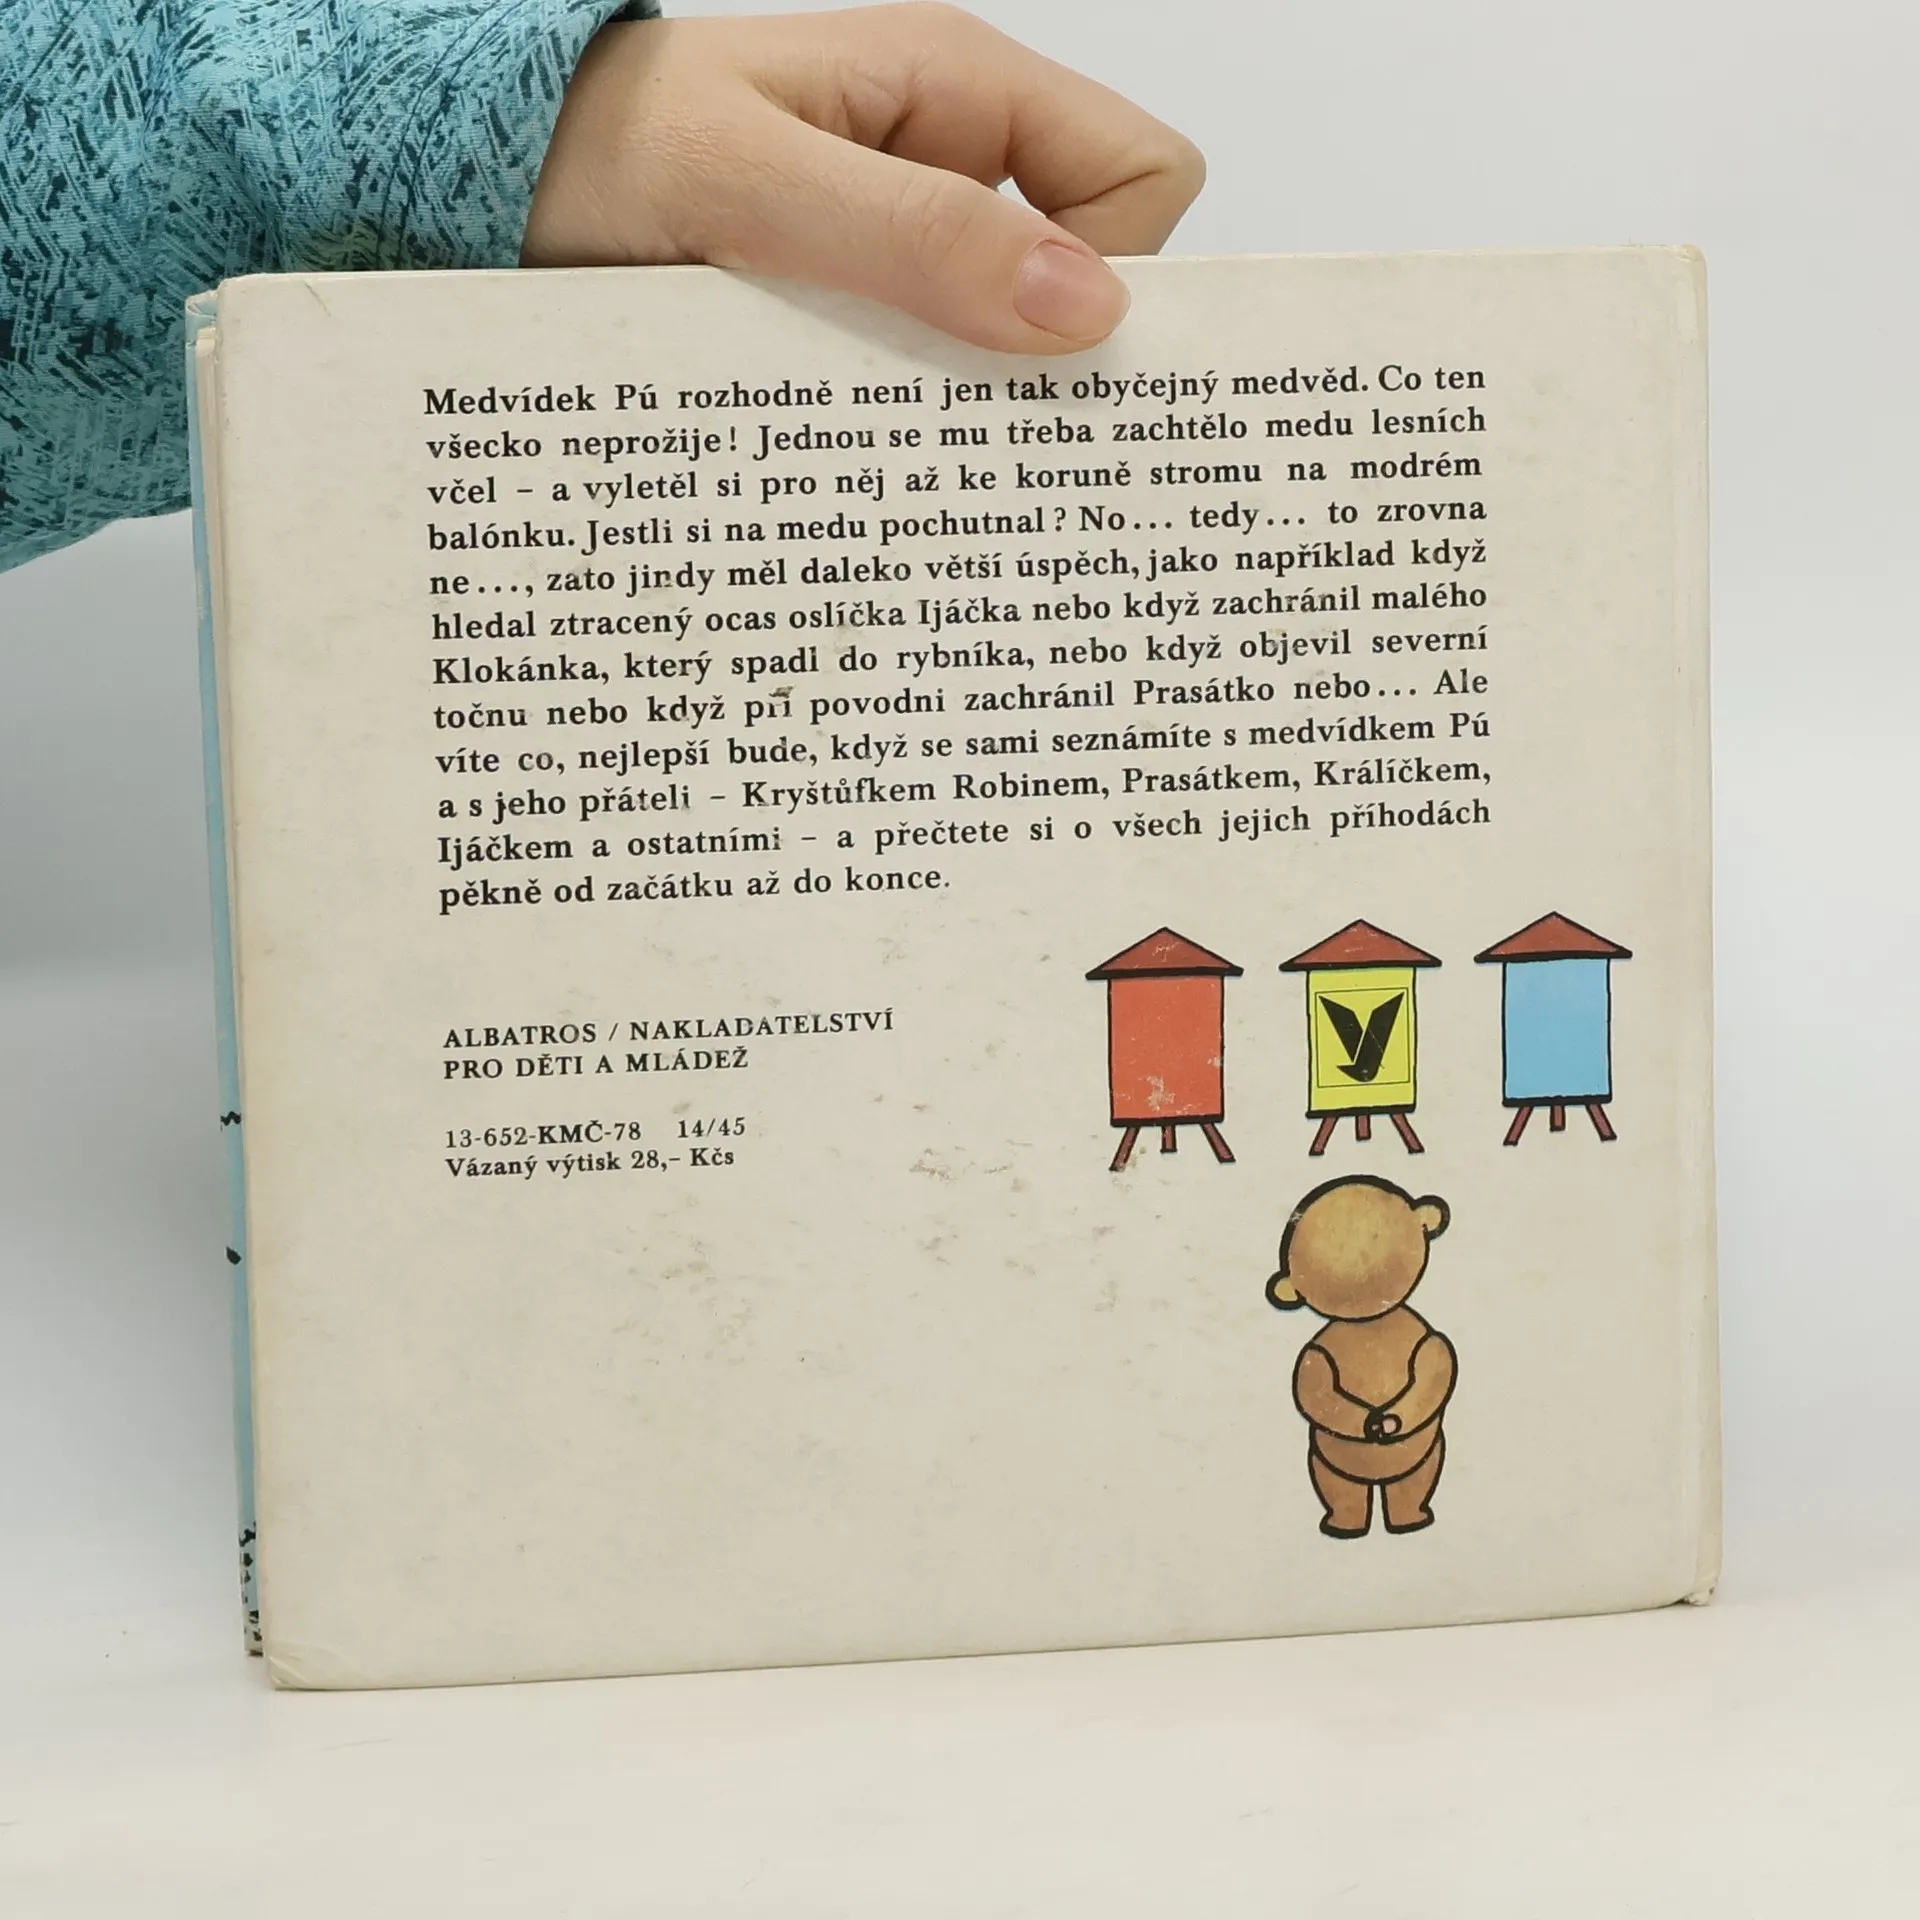 Medvídek Pú rozhodně není jen tak obyčejný medvěd. Co ten
všecko neprožije! Jednou se mu třeba zachtělo medu lesních
včel – a vyletěl si pro něj až ke koruně stromu na modrém
balónku. Jestli si na medu pochutnal? No... tedy... to zrovna
ne..., zato jindy měl daleko větší úspěch, jako například když
hledal ztracený ocas oslíčka Ijáčka nebo když zachránil malého
Klokánka, který spadl do rybníka, nebo když objevil severní
točnu nebo když při povodni zachránil Prasátko nebo... Ale
víte co, nejlepší bude, když se sami seznámíte s medvídkem Pú
a s jeho přáteli – Kryštůfkem Robinem, Prasátkem, Králíčkem,
Ijáčkem a ostatními – a přečtete si o všech jejich příhodách
pěkně od začátku až do konce.
ALBATROS / NAKLADATELSTVÍ
PRO DĚTI A MLÁDEŽ
13-652-KMČ-78 14/45
Vázaný výtisk 28,– Kčs